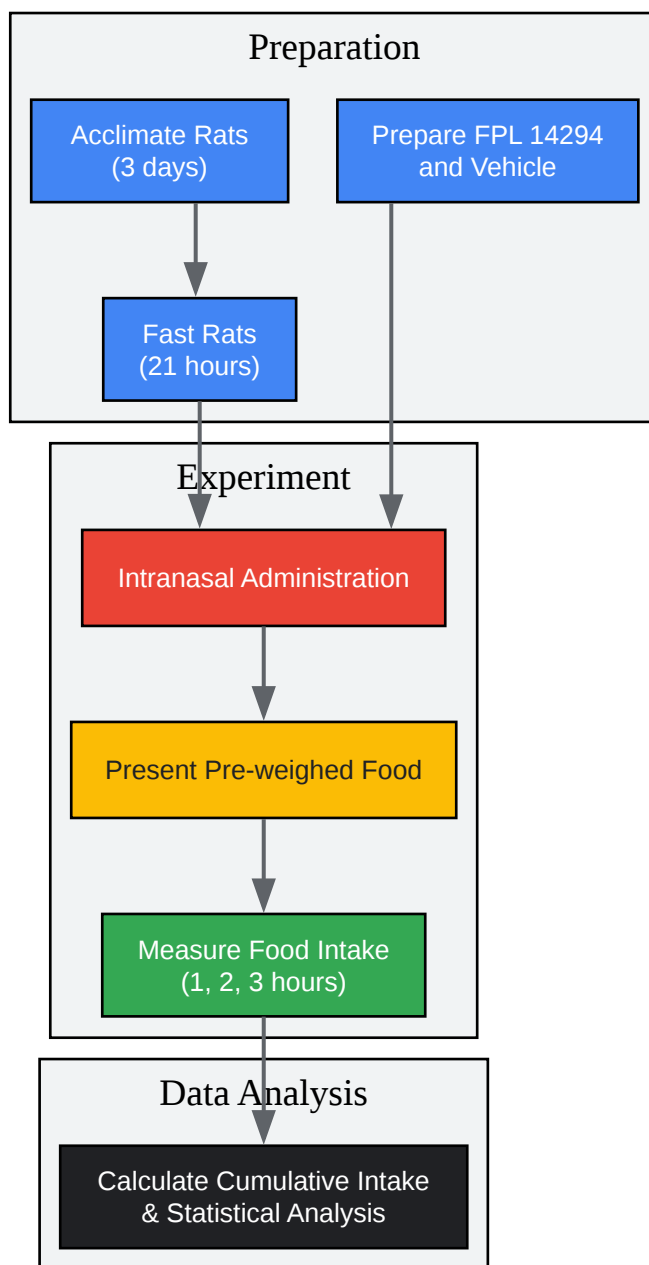 Preparation
Acclimate Rats
(3 days)
Prepare FPL 14294
and Vehicle
Fast Rats
(21 hours)
Experiment
Intranasal Administration
Present Pre-weighed Food
Measure Food Intake
(1, 2, 3 hours)
Data Analysis
Calculate Cumulative Intake
& Statistical Analysis